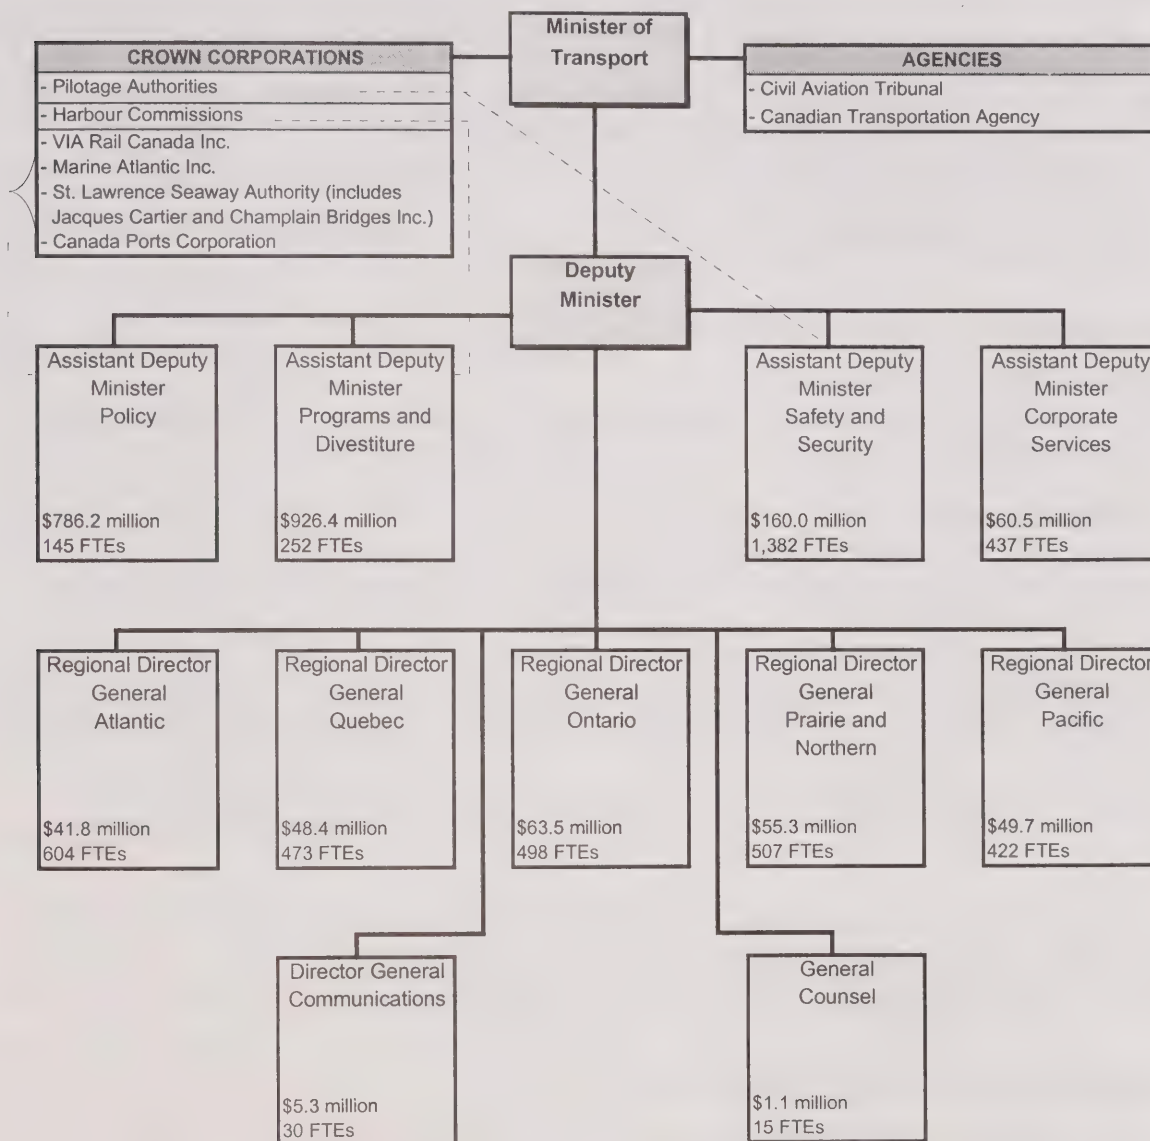 Minister of
Transport
CROWN CORPORATIONS
- Pilotage Authorities
- Harbour Commissions
- VIA Rail Canada Inc.
- Marine Atlantic Inc.
- St. Lawrence Seaway Authority (includes
Jacques Cartier and Champlain Bridges Inc.)
- Canada Ports Corporation
AGENCIES
- Civil Aviation Tribunal
- Canadian Transportation Agency
Deputy
Minister
Assistant Deputy
Minister
Policy
$786.2 million
145 FTEs
Assistant Deputy
Minister
Programs and
Divestiture
$926.4 million
252 FTEs
Assistant Deputy
Minister
Safety and
Security
$160.0 million
1,382 FTEs
Assistant Deputy
Minister
Corporate
Services
$60.5 million
437 FTEs
Regional Director
General
Atlantic
$41.8 million
604 FTEs
Regional Director
General
Quebec
$48.4 million
473 FTEs
Regional Director
General
Ontario
$63.5 million
498 FTEs
Regional Director
General
Prairie and
Northern
$55.3 million
507 FTEs
Regional Director
General
Pacific
$49.7 million
422 FTEs
Director General
Communications
$5.3 million
30 FTEs
General
Counsel
$1.1 million
15 FTEs